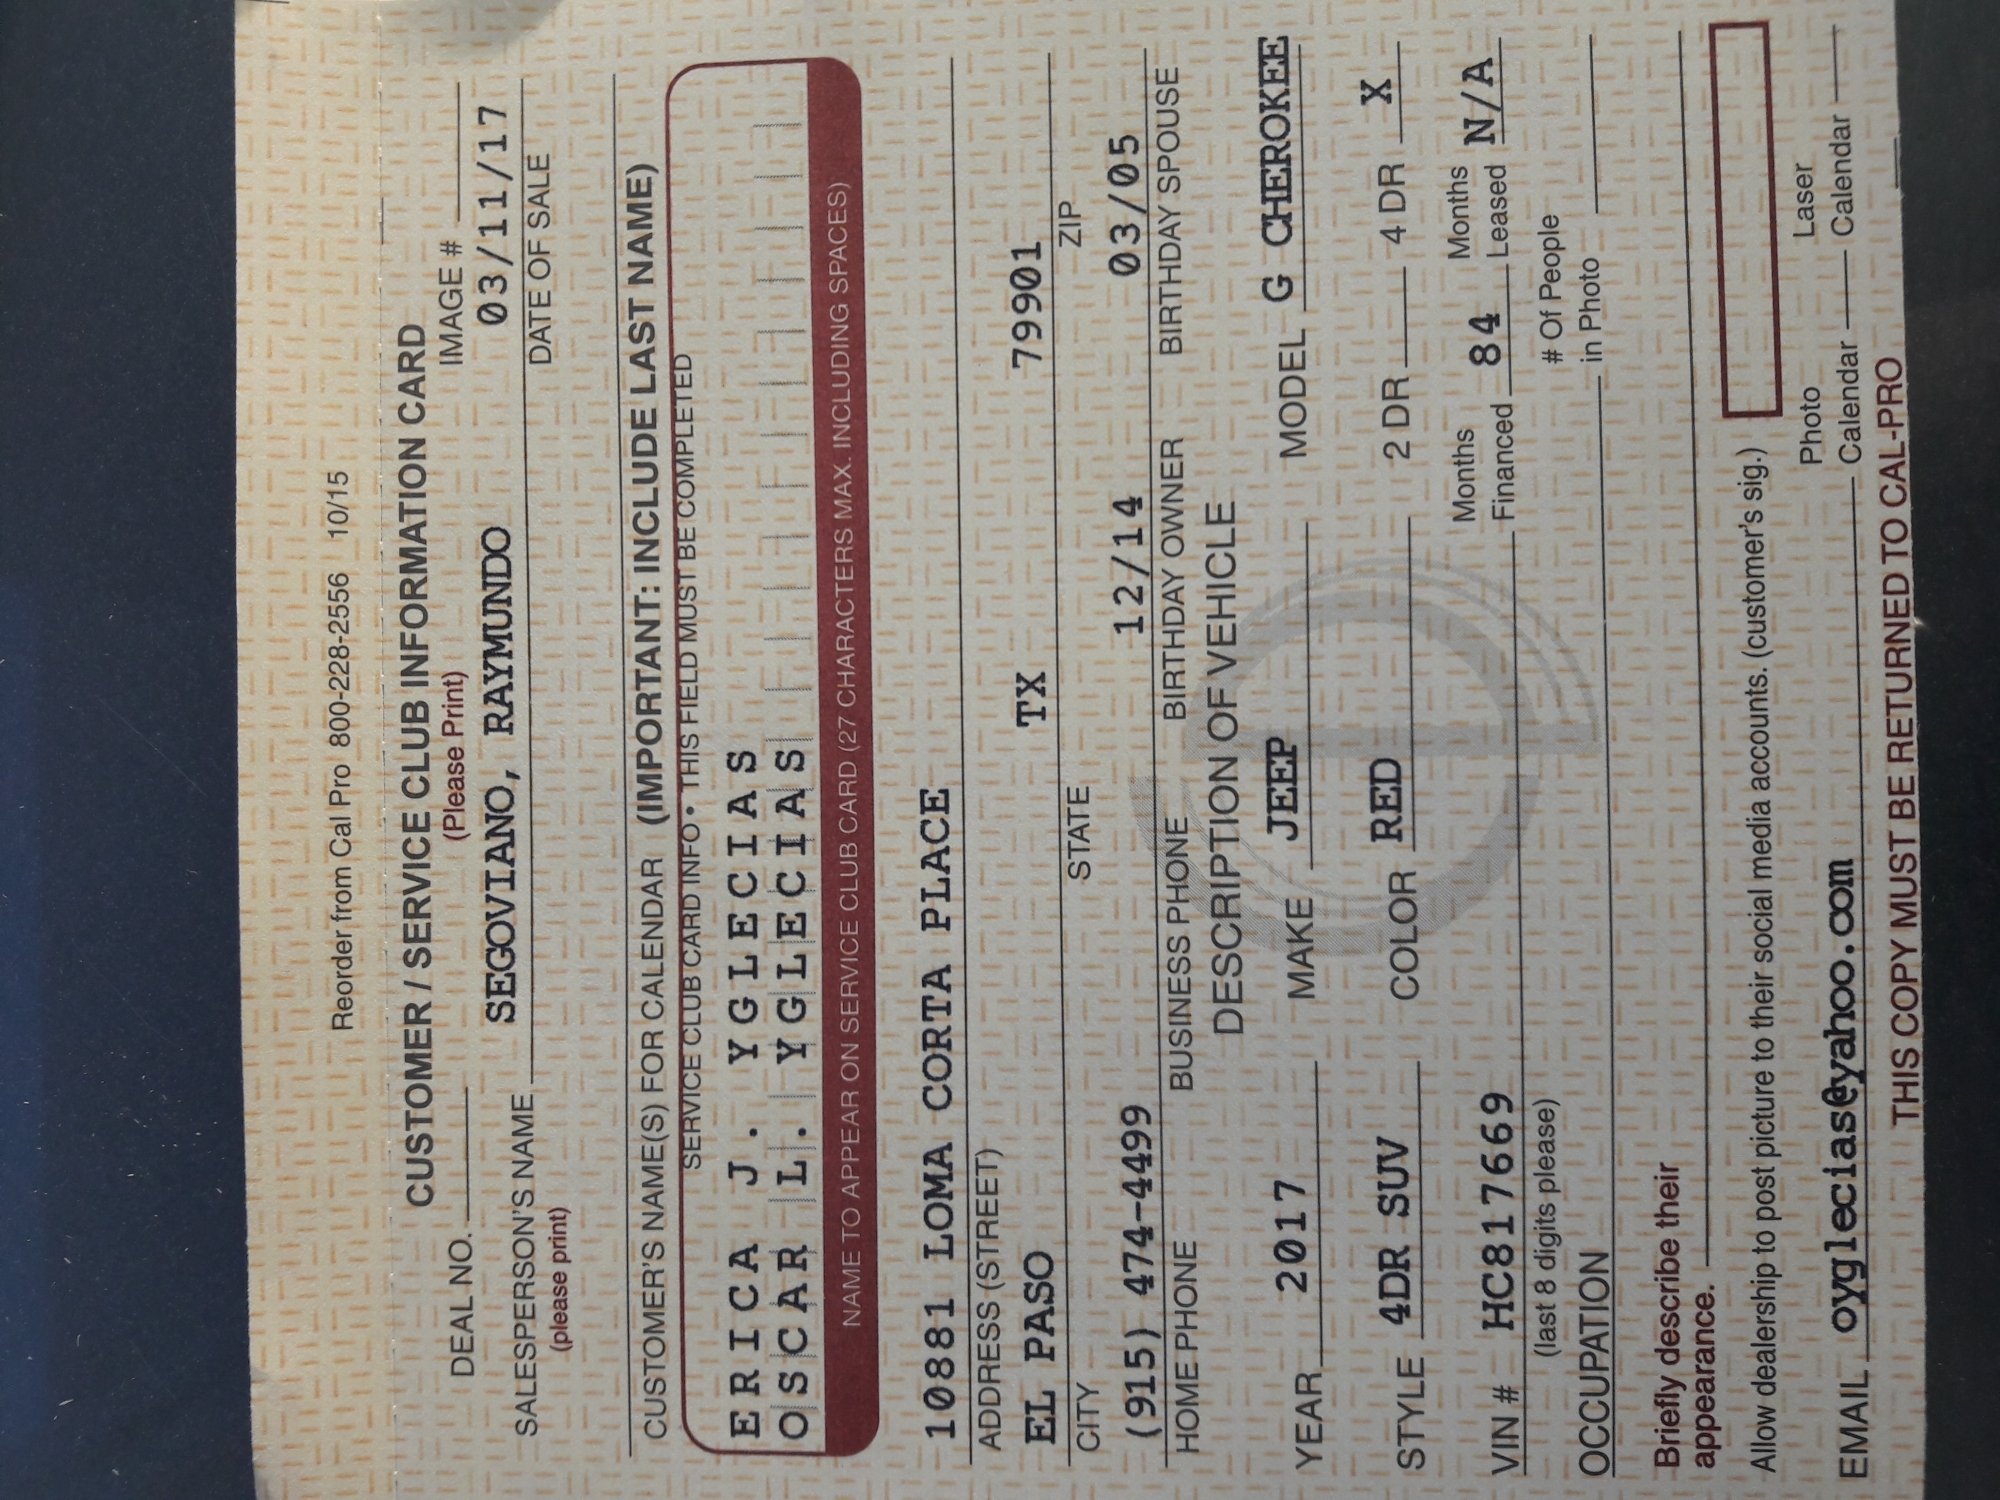 Reorder from Cal Pro 800-228-2556 10/15
CUSTOMER / SERVICE CLUB INFORMATION CARD
(Please Print)
DEAL NO. IMAGE #
SEGOVIANO, RAYMUNDO 03/11/17
SALESPERSON'S NAME DATE OF SALE
(please print)
CUSTOMER'S NAME(S) FOR CALENDAR (IMPORTANT: INCLUDE LAST NAME)
SERVICE CLUB CARD INFO • THIS FIELD MUST BE COMPLETED
ERICA J. YGLECIAS
OSCAR L. YGLECIAS
NAME TO APPEAR ON SERVICE CLUB CARD (27 CHARACTERS MAX. INCLUDING SPACES)
10881 LOMA CORTA PLACE
ADDRESS (STREET)
EL PASO TX 79901
CITY STATE ZIP
(915) 474-4499 12/14 03/05
HOME PHONE BUSINESS PHONE BIRTHDAY OWNER BIRTHDAY SPOUSE
DESCRIPTION OF VEHICLE
YEAR 2017 MAKE JEEP MODEL G CHEROKEE
STYLE 4DR SUV COLOR RED 2 DR 4 DR X
VIN # HC817669 Months Financed 84 Months Leased N/A
(last 8 digits please)
OCCUPATION # Of People in Photo
Briefly describe their
appearance.
Allow dealership to post picture to their social media accounts. (customer's sig.)
EMAIL oyglecias@yahoo.com Photo Calendar Laser Calendar
THIS COPY MUST BE RETURNED TO CAL-PRO